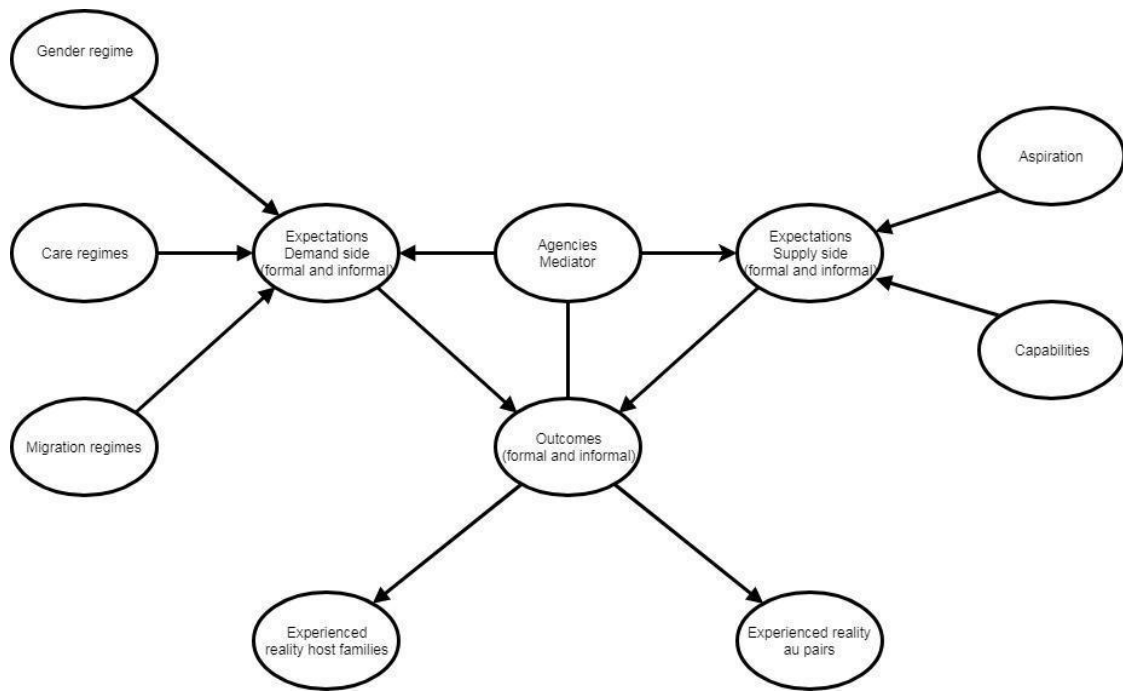 Gender regime
Aspiration
Care regimes
Expectations
Demand side
(formal and informal)
Agencies
Mediator
Expectations
Supply side
(formal and informal)
Capabilities
Migration regimes
Outcomes
(formal and informal)
Experienced
reality host families
Experienced reality
au pairs